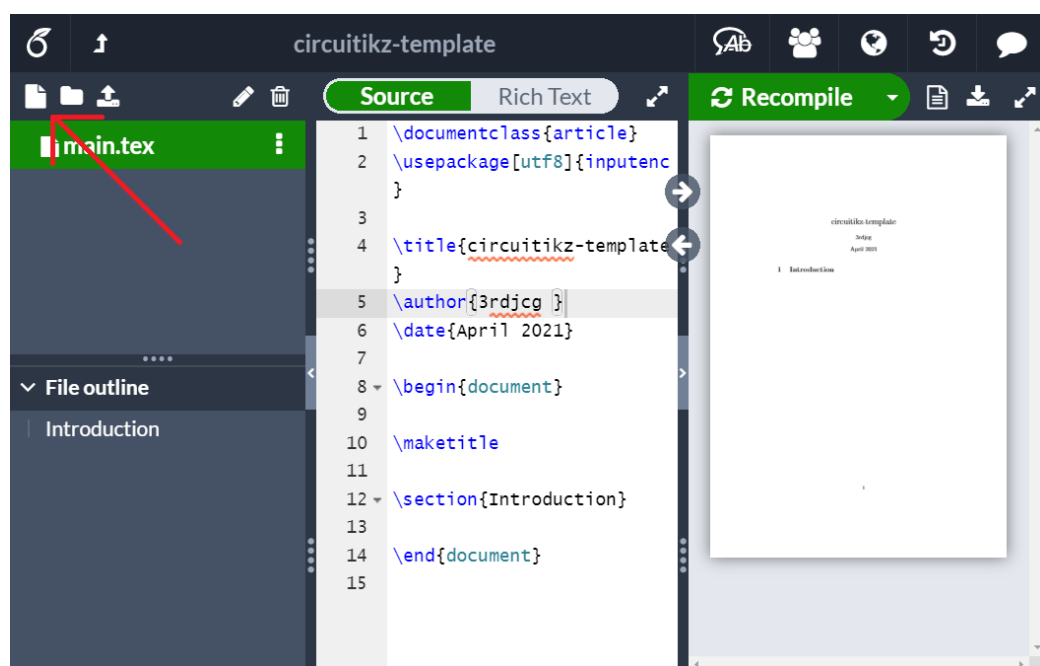 circuitikz-template
Source Rich Text
Recompile
main.tex
1 \documentclass{article}
2 \usepackage[utf8]{inputenc
}
3
4 \title{circuitikz-template
}
5 \author{3rdjcg }
6 \date{April 2021}
7
8 \begin{document}
9
10 \maketitle
11
12 \section{Introduction}
13
14 \end{document}
15
File outline
Introduction
circuitikz-template
3rdjcg
April 2021
1 Introduction
1